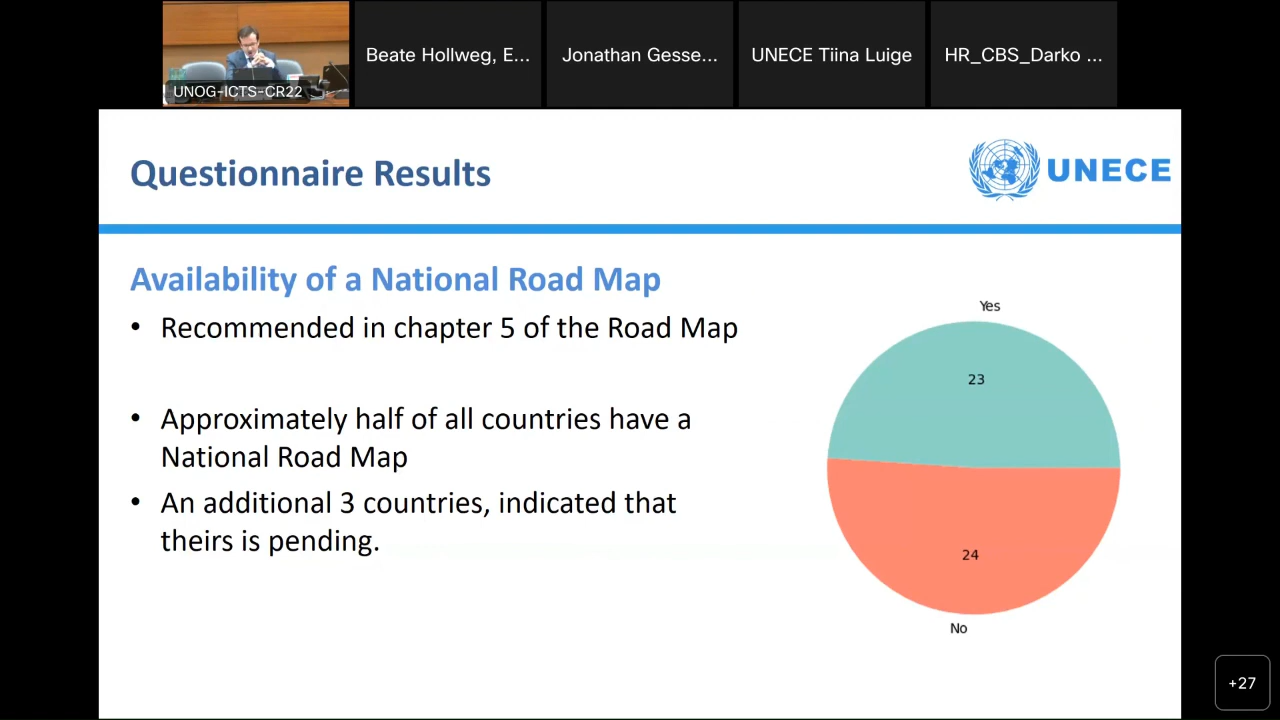 UNOG-ICTS-CR22
Beate Hollweg, E...
Jonathan Gesse...
UNECE Tiina Luige
HR_CBS_Darko ...
Questionnaire Results
UNECE
Availability of a National Road Map
• Recommended in chapter 5 of the Road Map
• Approximately half of all countries have a
National Road Map
• An additional 3 countries, indicated that
theirs is pending.
Yes
23
24
No
+27